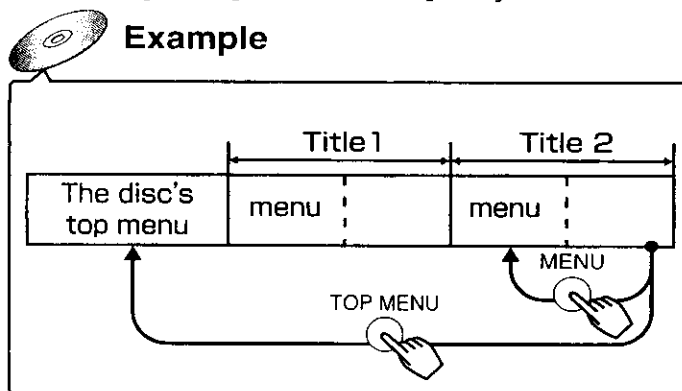 Example
Title 1
Title 2
The disc's
top menu
menu
menu
MENU
TOP MENU